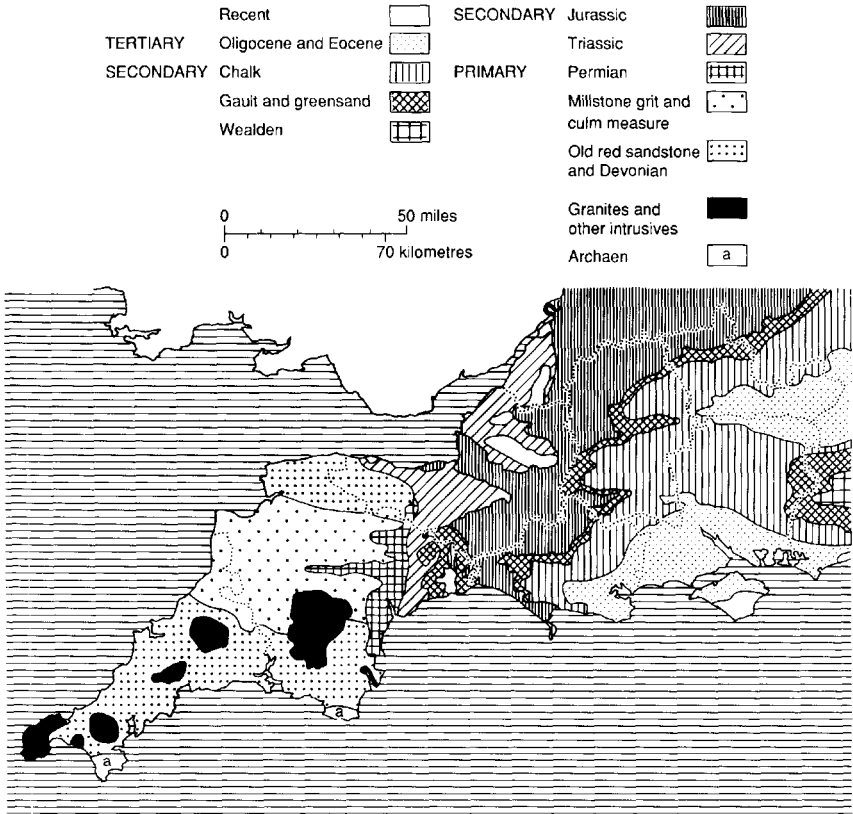 Recent
TERTIARY Oligocene and Eocene
SECONDARY Chalk
Gauit and greensand
Wealden
SECONDARY Jurassic
Triassic
PRIMARY Permian
Millstone grit and
culm measure
Old red sandstone
and Devonian
Granites and
other intrusives
Archaen a
0 50 miles
0 70 kilometres
a
a